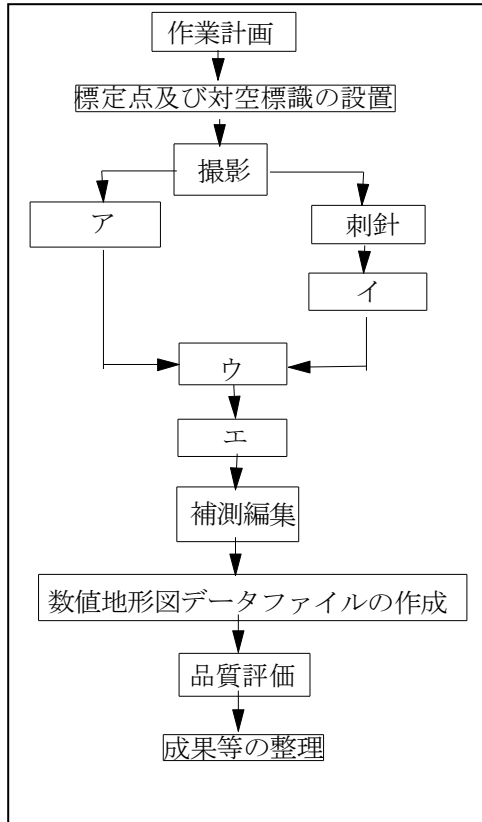 作業計画
標定点及び対空標識の設置
撮影
ア
刺針
イ
ウ
エ
補測編集
数値地形図データファイルの作成
品質評価
成果等の整理